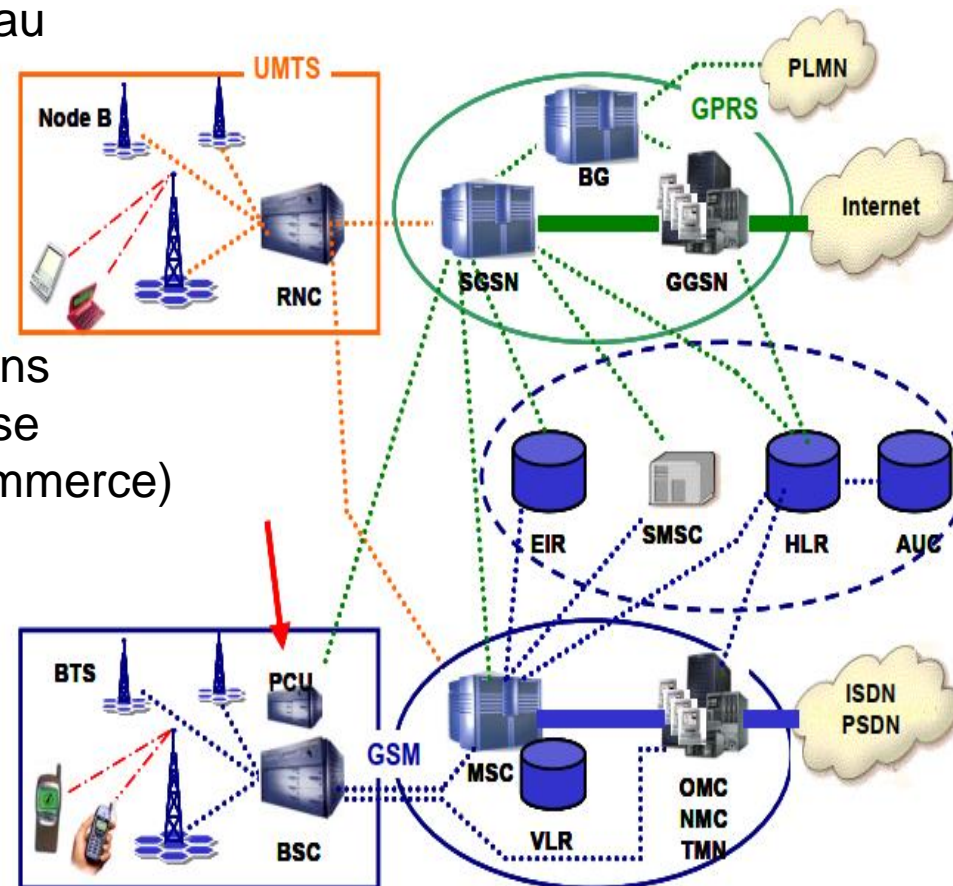 au
UMTS
PLMN
Node B
GPRS
BG
Internet
RNC
SGSN
GGSN
ns
se
mmerce)
EIR
SMSC
HLR
AUC
BTS
PCU
GSM
ISDN
PSDN
MSC
OMC
NMC
TMN
VLR
BSC